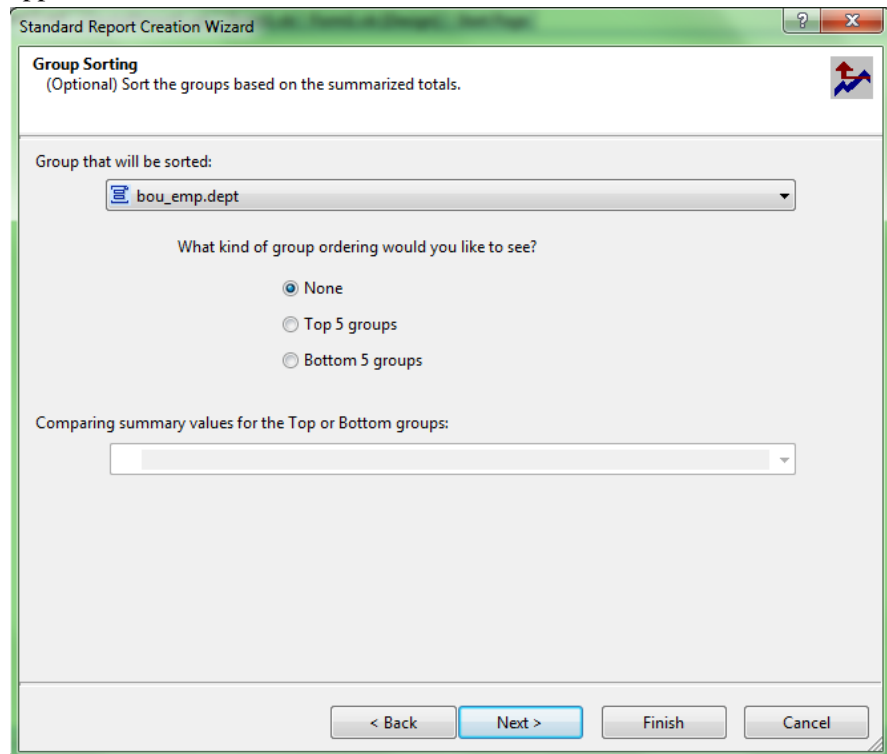 Standard Report Creation Wizard
Group Sorting
(Optional) Sort the groups based on the summarized totals.
Group that will be sorted:
bou_emp.dept
What kind of group ordering would you like to see?
None
Top 5 groups
Bottom 5 groups
Comparing summary values for the Top or Bottom groups:
< Back Next > Finish Cancel